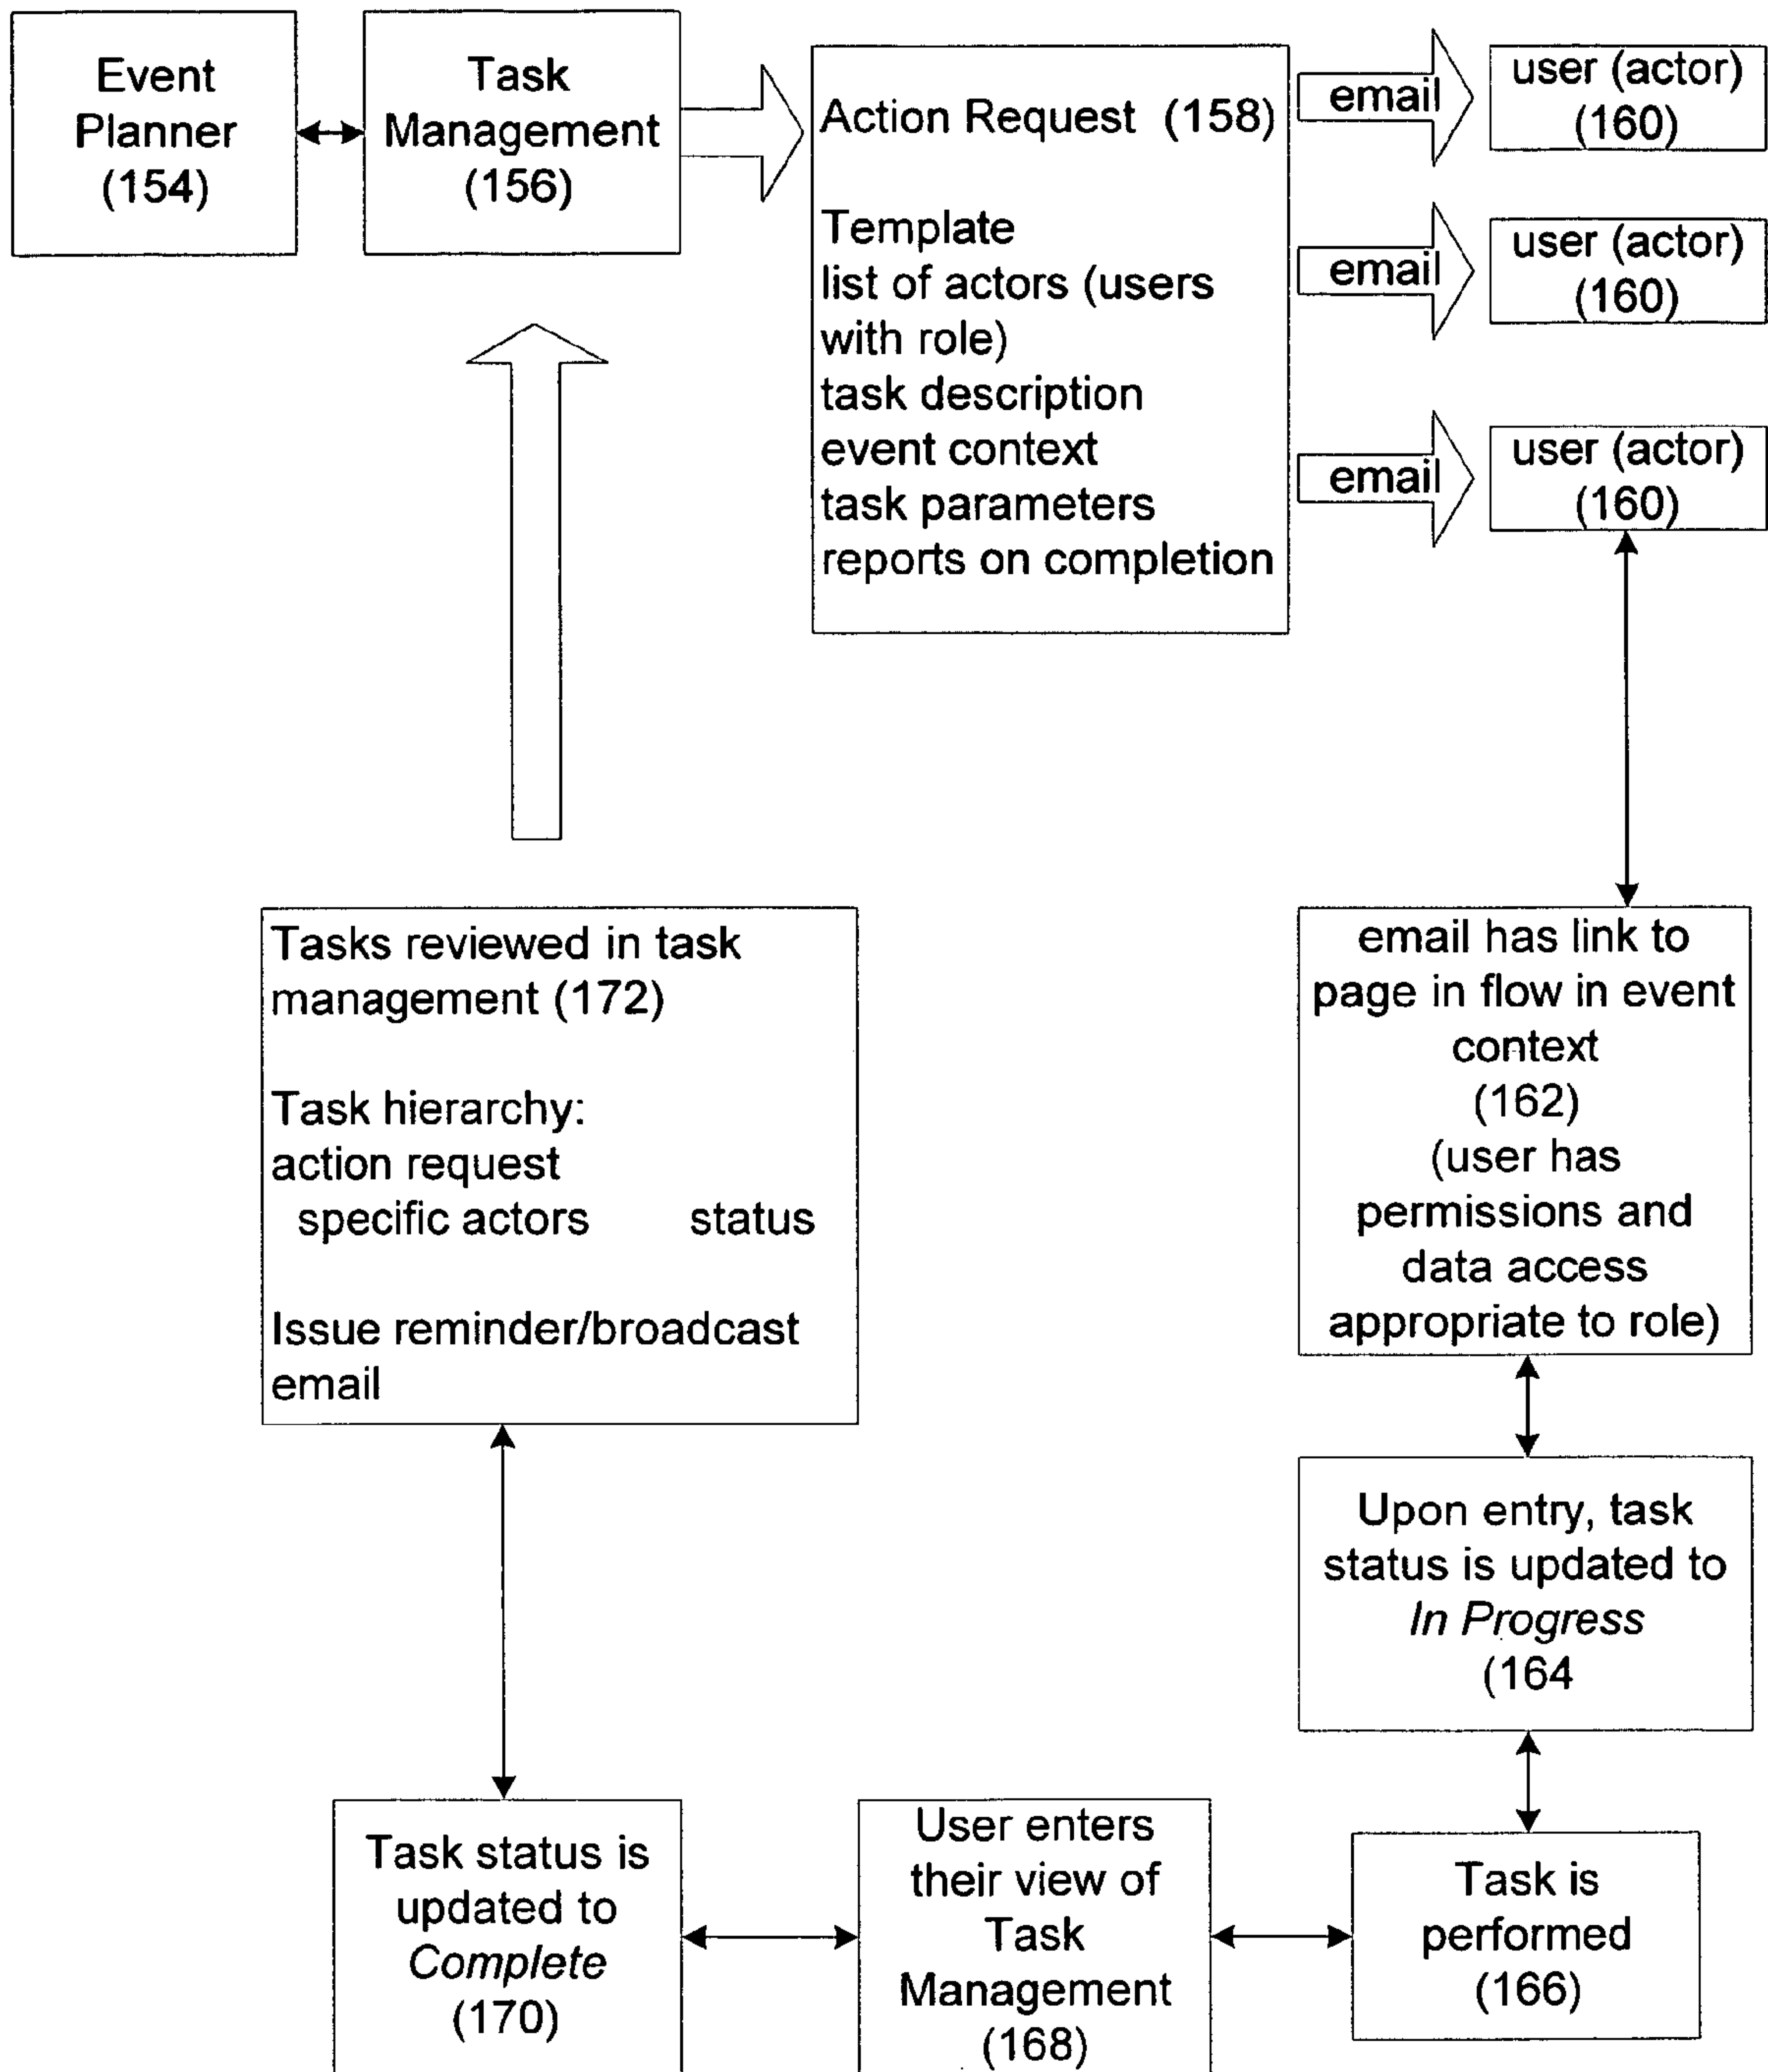 Event
Planner
(154)
Task
Management
(156)
Action Request (158)
Template
list of actors (users
with role)
task description
event context
task parameters
reports on completion
email
user (actor)
(160)
email
user (actor)
(160)
email
user (actor)
(160)
email has link to
page in flow in event
context
(162)
(user has
permissions and
data access
appropriate to role)
Upon entry, task
status is updated to
In Progress
(164
Task is
performed
(166)
User enters
their view of
Task
Management
(168)
Task status is
updated to
Complete
(170)
Tasks reviewed in task
management (172)
Task hierarchy:
action request
specific actors status
Issue reminder/broadcast
email